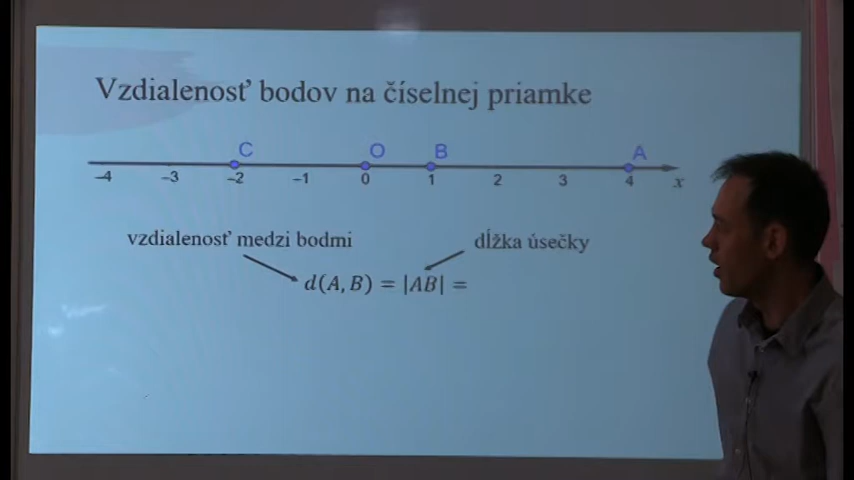 Vzdialenosť bodov na číselnej priamke
C O B A
-4 -3 -2 -1 0 1 2 3 4 x
vzdialenosť medzi bodmi dĺžka úsečky
d(A, B) = |AB| =